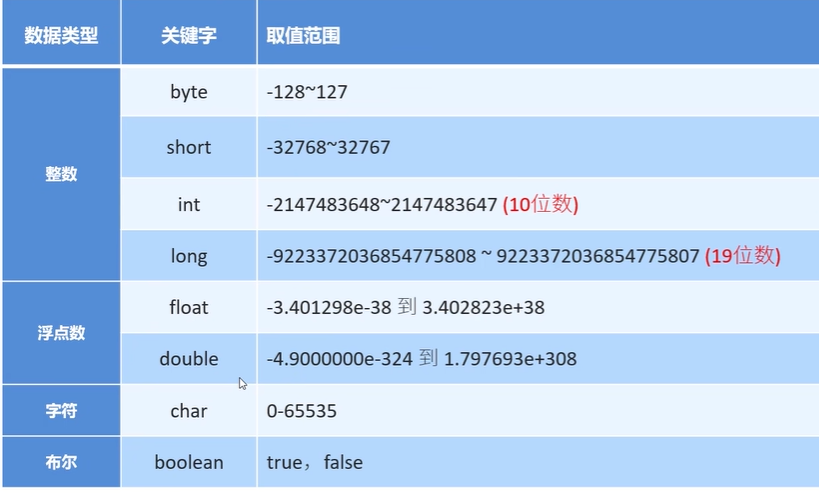 数据类型 关键字 取值范围
整数 byte -128~127
short -32768~32767
int -2147483648~2147483647 (10位数)
long -9223372036854775808 ~ 9223372036854775807 (19位数)
浮点数 float -3.401298e-38 到 3.402823e+38
double -4.9000000e-324 到 1.797693e+308
字符 char 0-65535
布尔 boolean true，false